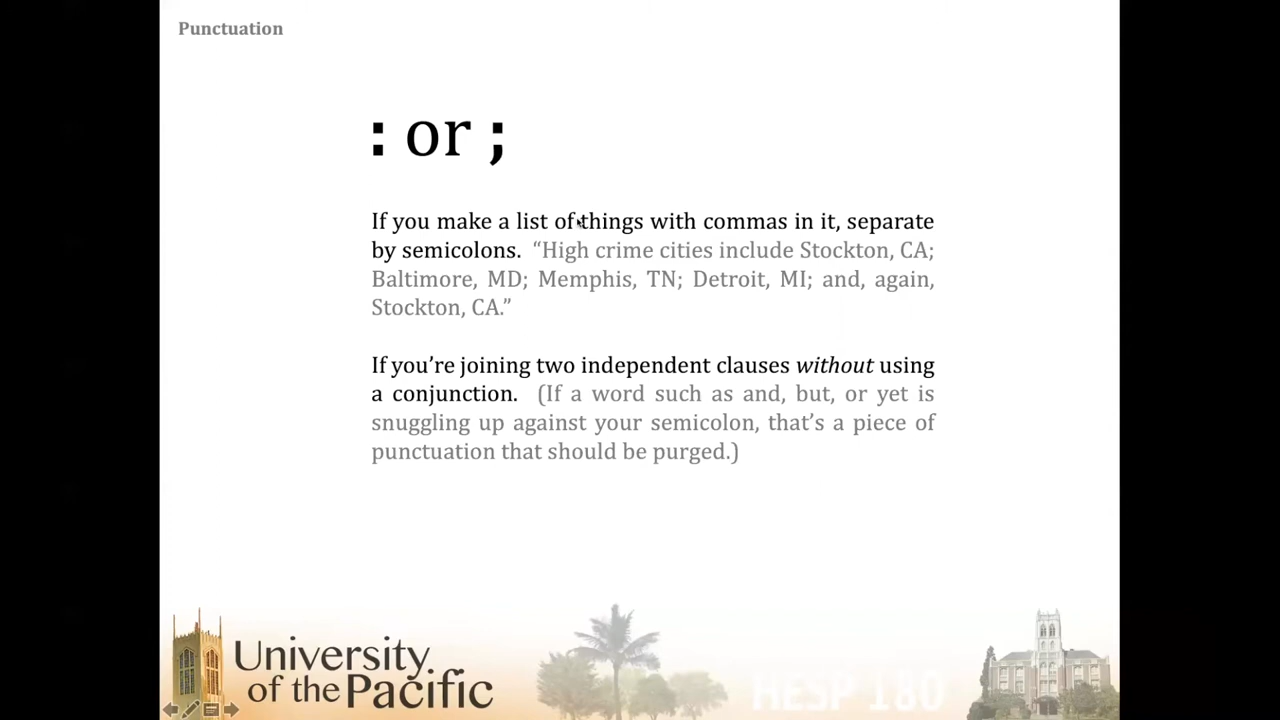 Punctuation
: or ;
If you make a list of things with commas in it, separate
by semicolons. “High crime cities include Stockton, CA;
Baltimore, MD; Memphis, TN; Detroit, MI; and, again,
Stockton, CA.”
If you’re joining two independent clauses without using
a conjunction. (If a word such as and, but, or yet is
snuggling up against your semicolon, that’s a piece of
punctuation that should be purged.)
University
of the Pacific
HESP 180